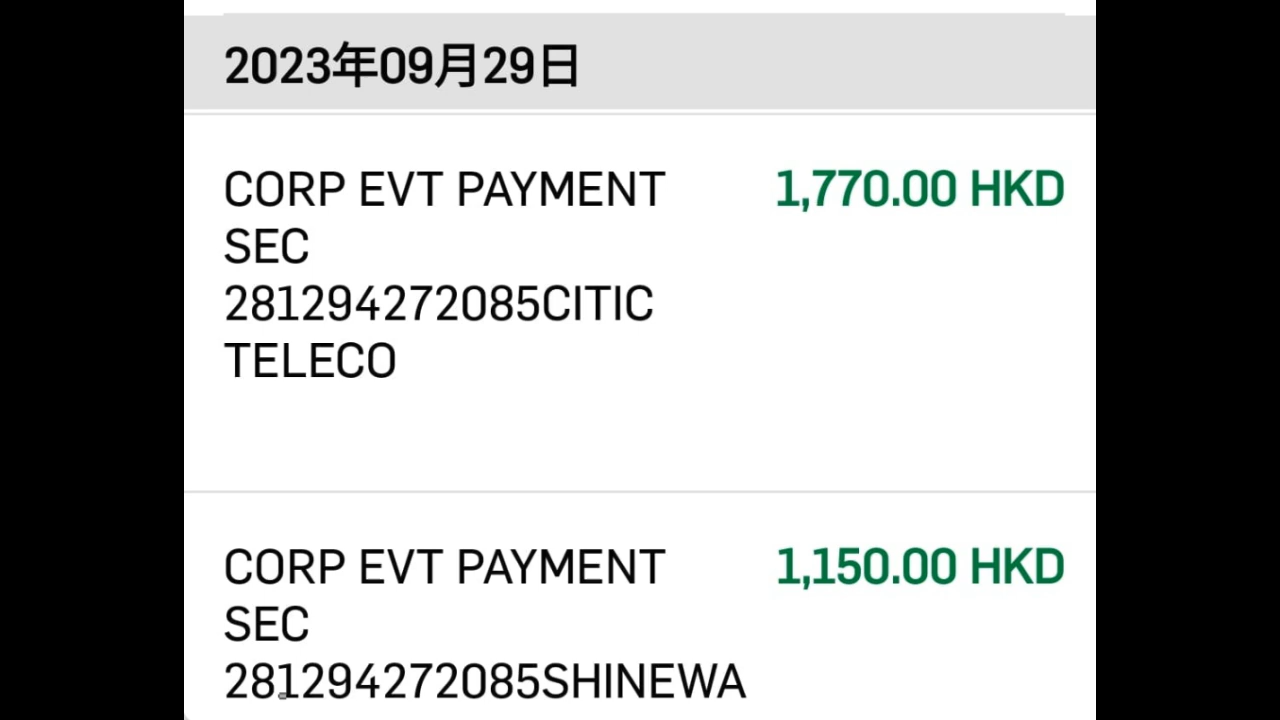 2023年09月29日
CORP EVT PAYMENT 1,770.00 HKD
SEC
281294272085CITIC
TELECO
CORP EVT PAYMENT 1,150.00 HKD
SEC
281294272085SHINEWA